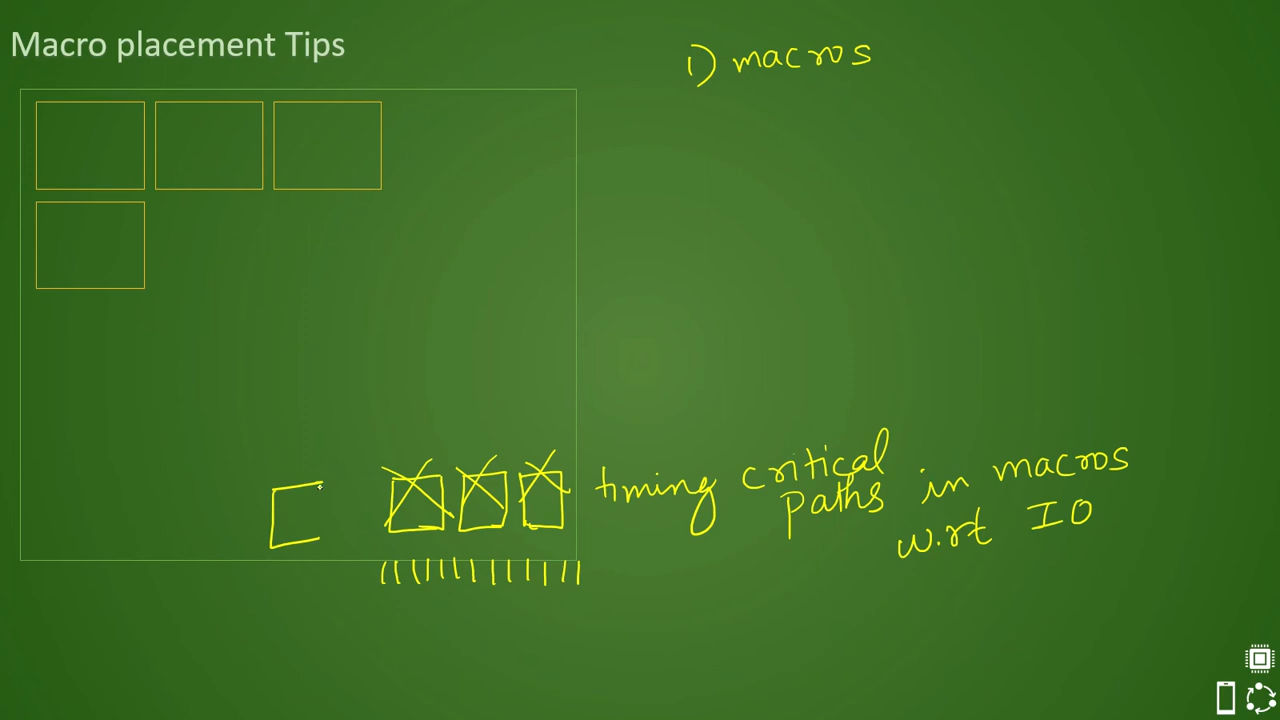 Macro placement Tips
1) macros
timing critical
paths in macros
w.r.t IO